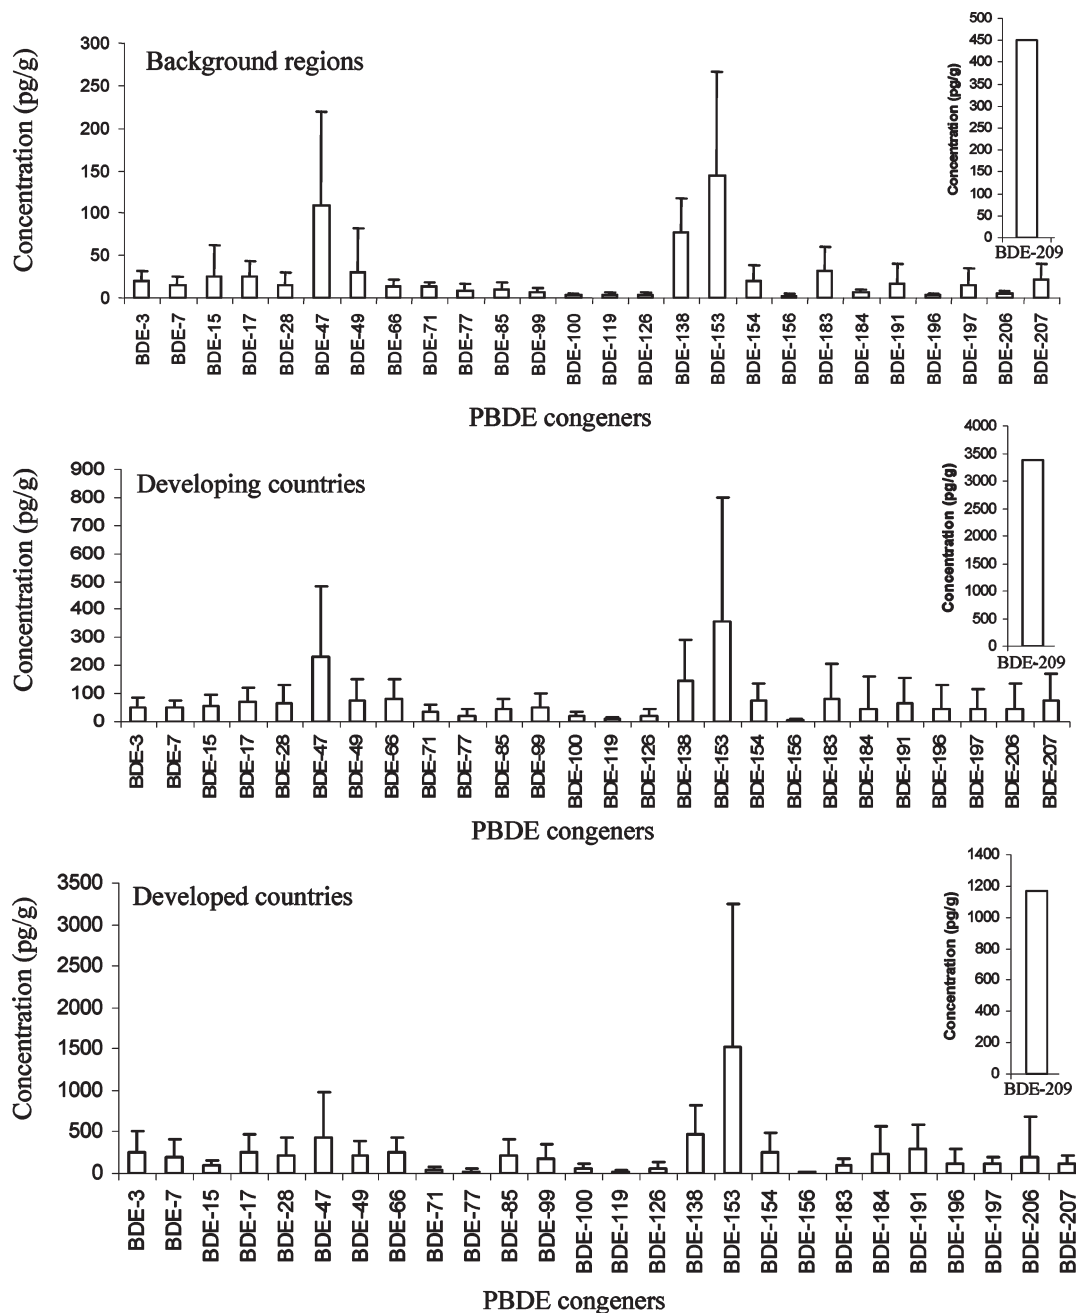 Background regions
Concentration (pg/g)
300
250
200
150
100
50
0
BDE-3
BDE-7
BDE-15
BDE-17
BDE-28
BDE-47
BDE-49
BDE-66
BDE-71
BDE-77
BDE-85
BDE-99
BDE-100
BDE-119
BDE-126
BDE-138
BDE-153
BDE-154
BDE-156
BDE-183
BDE-184
BDE-191
BDE-196
BDE-197
BDE-206
BDE-207
PBDE congeners
Concentration (pg/g)
500
450
400
350
300
250
200
150
100
50
0
BDE-209
Developing countries
Concentration (pg/g)
900
800
700
600
500
400
300
200
100
0
BDE-3
BDE-7
BDE-15
BDE-17
BDE-28
BDE-47
BDE-49
BDE-66
BDE-71
BDE-77
BDE-85
BDE-99
BDE-100
BDE-119
BDE-126
BDE-138
BDE-153
BDE-154
BDE-156
BDE-183
BDE-184
BDE-191
BDE-196
BDE-197
BDE-206
BDE-207
PBDE congeners
Concentration (pg/g)
4000
3500
3000
2500
2000
1500
1000
500
0
BDE-209
Developed countries
Concentration (pg/g)
3500
3000
2500
2000
1500
1000
500
0
BDE-3
BDE-7
BDE-15
BDE-17
BDE-28
BDE-47
BDE-49
BDE-66
BDE-71
BDE-77
BDE-85
BDE-99
BDE-100
BDE-119
BDE-126
BDE-138
BDE-153
BDE-154
BDE-156
BDE-183
BDE-184
BDE-191
BDE-196
BDE-197
BDE-206
BDE-207
PBDE congeners
Concentration (pg/g)
1400
1200
1000
800
600
400
200
0
BDE-209